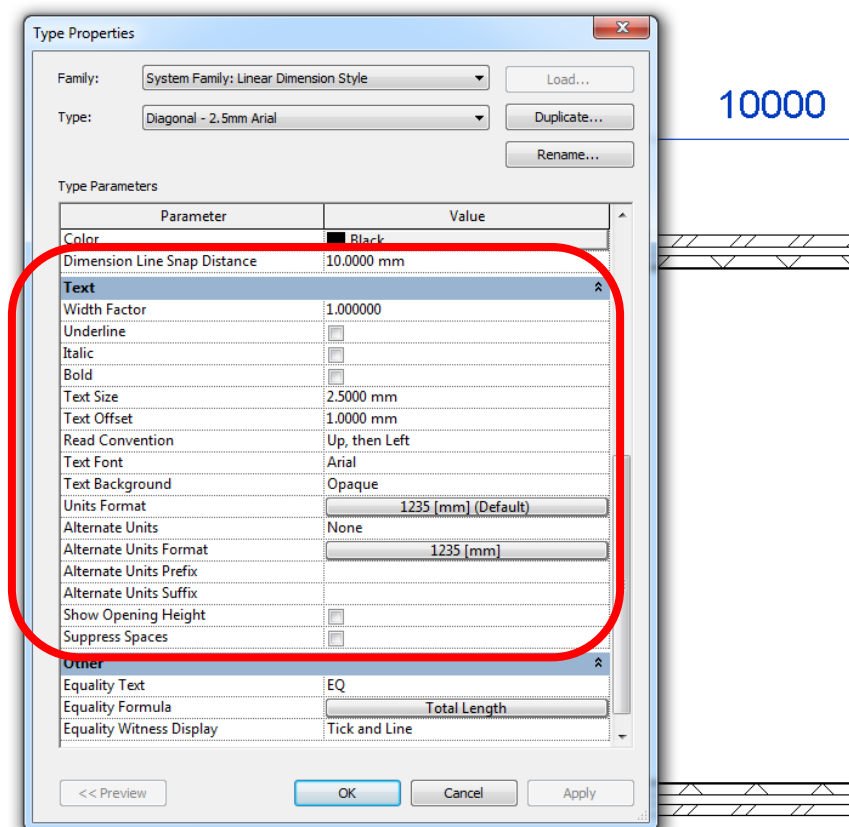 Type Properties
Family: System Family: Linear Dimension Style Load...
10000
Type: Diagonal - 2.5mm Arial Duplicate...
Rename...
Type Parameters
Parameter Value
Color Black
Dimension Line Snap Distance 10.0000 mm
Text
Width Factor 1.000000
Underline
Italic
Bold
Text Size 2.5000 mm
Text Offset 1.0000 mm
Read Convention Up, then Left
Text Font Arial
Text Background Opaque
Units Format 1235 [mm] (Default)
Alternate Units None
Alternate Units Format 1235 [mm]
Alternate Units Prefix
Alternate Units Suffix
Show Opening Height
Suppress Spaces
Other
Equality Text EQ
Equality Formula Total Length
Equality Witness Display Tick and Line
<< Preview OK Cancel Apply